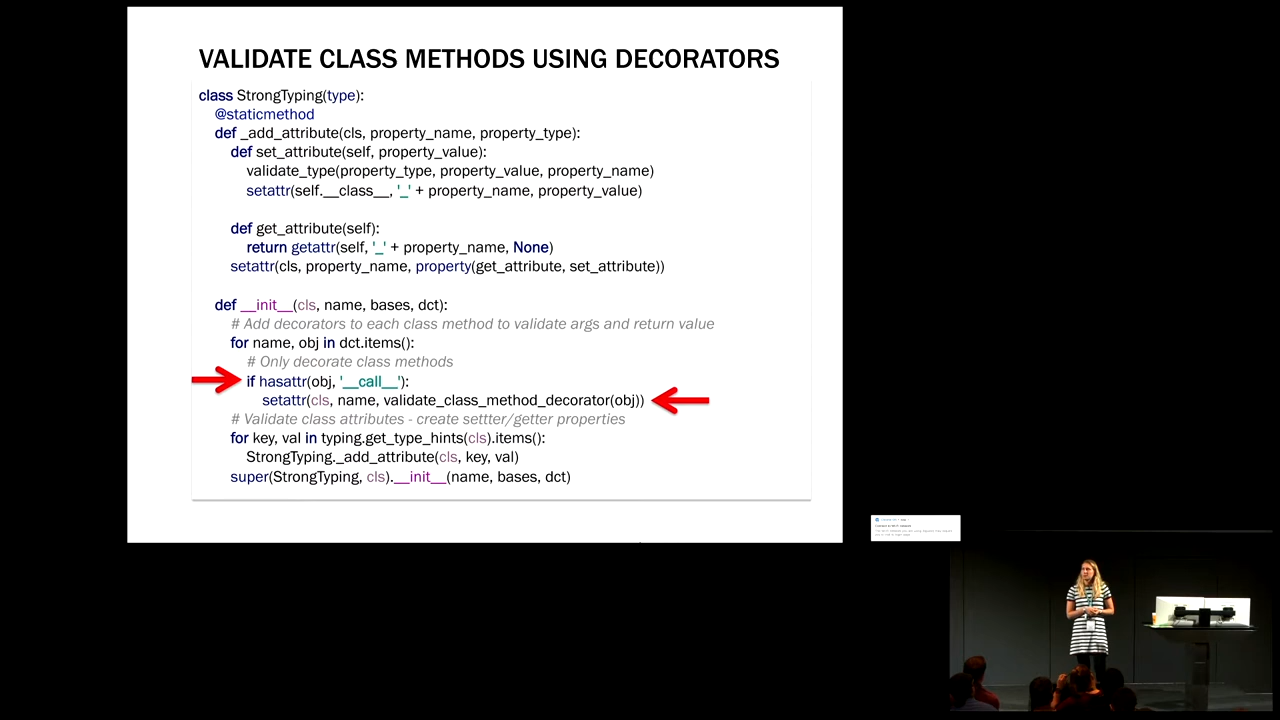 VALIDATE CLASS METHODS USING DECORATORS
class StrongTyping(type):
@staticmethod
def _add_attribute(cls, property_name, property_type):
def set_attribute(self, property_value):
validate_type(property_type, property_value, property_name)
setattr(self.__class__, '_' + property_name, property_value)
def get_attribute(self):
return getattr(self, '_' + property_name, None)
setattr(cls, property_name, property(get_attribute, set_attribute))
def __init__(cls, name, bases, dct):
# Add decorators to each class method to validate args and return value
for name, obj in dct.items():
# Only decorate class methods
if hasattr(obj, '__call__'):
setattr(cls, name, validate_class_method_decorator(obj))
# Validate class attributes - create settter/getter properties
for key, val in typing.get_type_hints(cls).items():
StrongTyping._add_attribute(cls, key, val)
super(StrongTyping, cls).__init__(name, bases, dct)